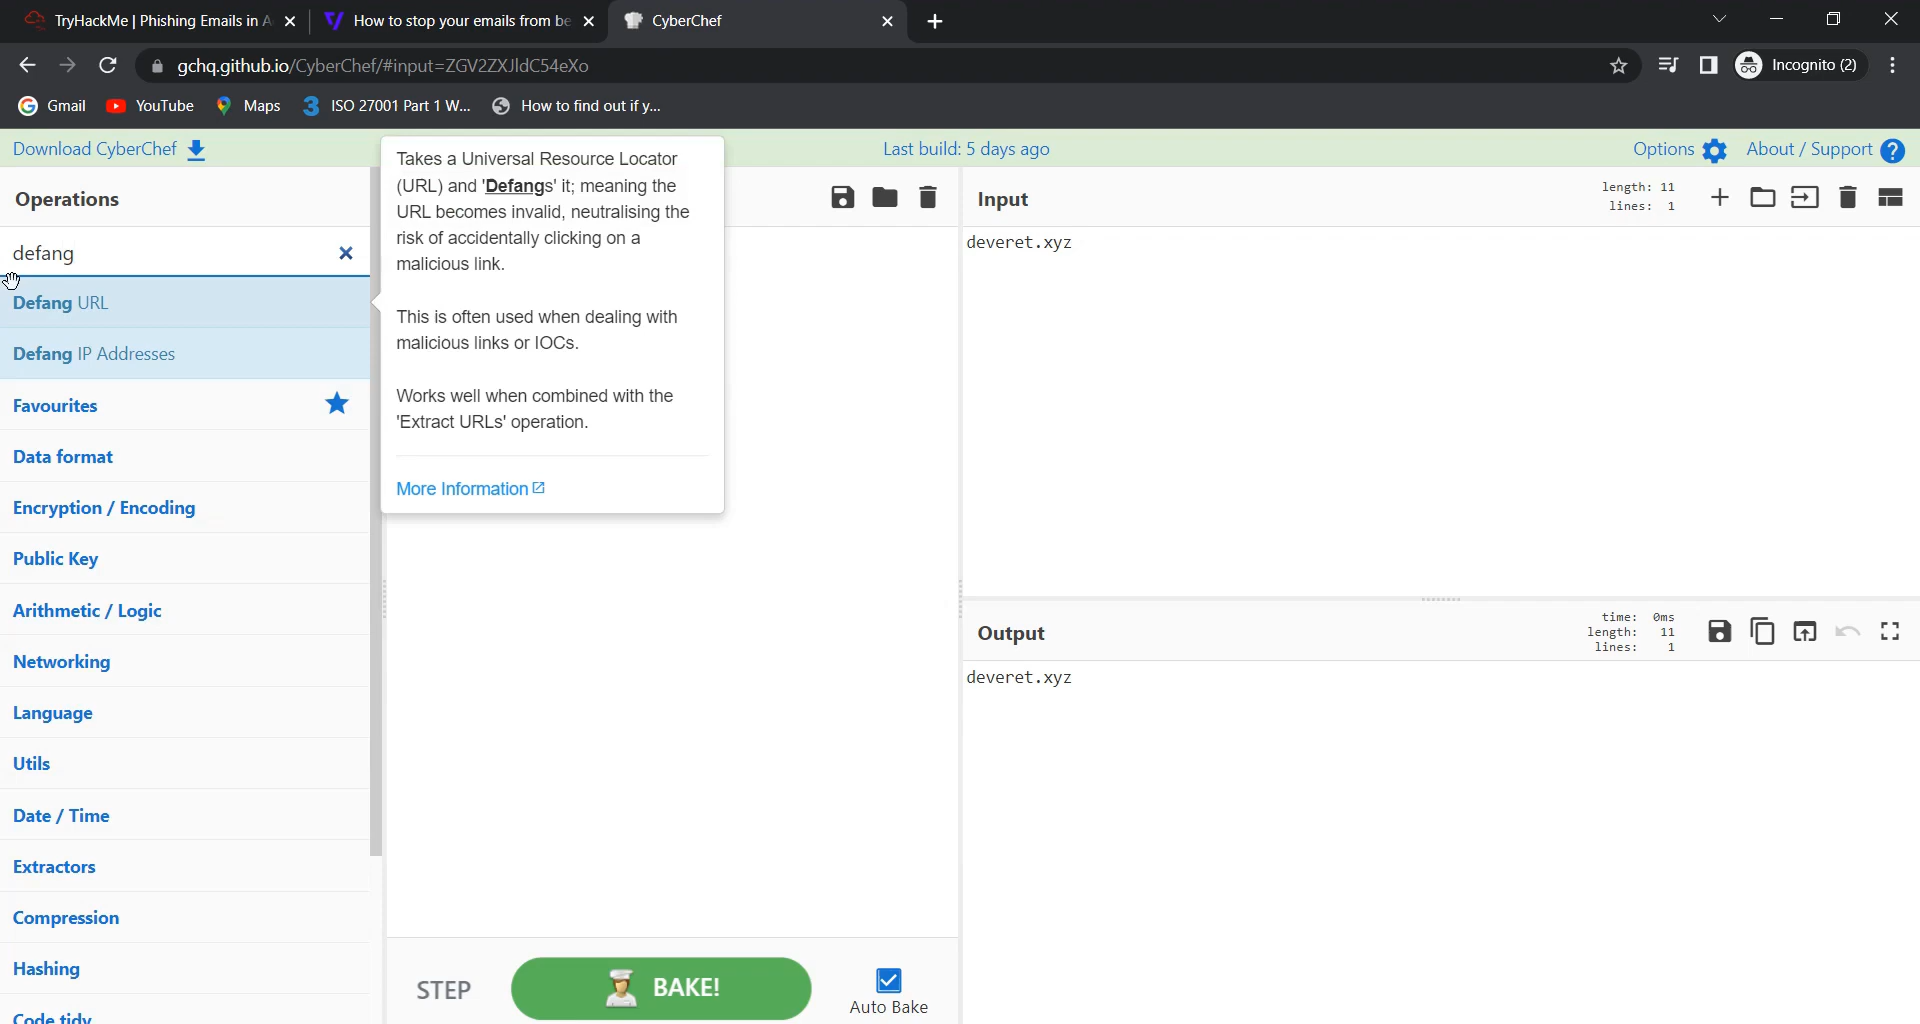 TryHackMe | Phishing Emails in A
How to stop your emails from be
CyberChef
gchq.github.io/CyberChef/#input=ZGV2ZXJldC54eXo
Incognito (2)
Gmail
YouTube
Maps
ISO 27001 Part 1 W...
How to find out if y...
Download CyberChef
Last build: 5 days ago
Options
About / Support
Operations
defang
Defang URL
Defang IP Addresses
Favourites
Data format
Encryption / Encoding
Public Key
Arithmetic / Logic
Networking
Language
Utils
Date / Time
Extractors
Compression
Hashing
Code tidy
Takes a Universal Resource Locator
(URL) and 'Defangs' it; meaning the
URL becomes invalid, neutralising the
risk of accidentally clicking on a
malicious link.
This is often used when dealing with
malicious links or IOCs.
Works well when combined with the
'Extract URLs' operation.
More Information
STEP
BAKE!
Auto Bake
Input
length: 11
lines: 1
deveret.xyz
Output
time: 0ms
length: 11
lines: 1
deveret.xyz